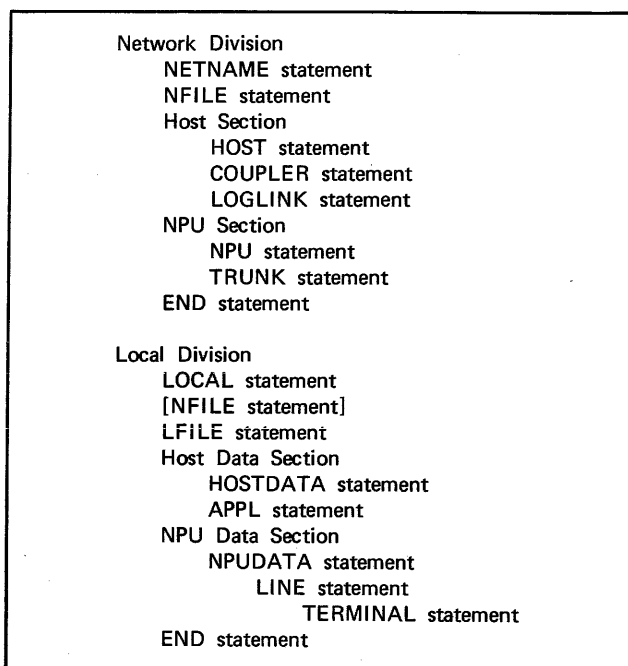 Network Division
NETNAME statement
NFILE statement
Host Section
HOST statement
COUPLER statement
LOGLINK statement
NPU Section
NPU statement
TRUNK statement
END statement
Local Division
LOCAL statement
[NFILE statement]
LFILE statement
Host Data Section
HOSTDATA statement
APPL statement
NPU Data Section
NPUDATA statement
LINE statement
TERMINAL statement
END statement